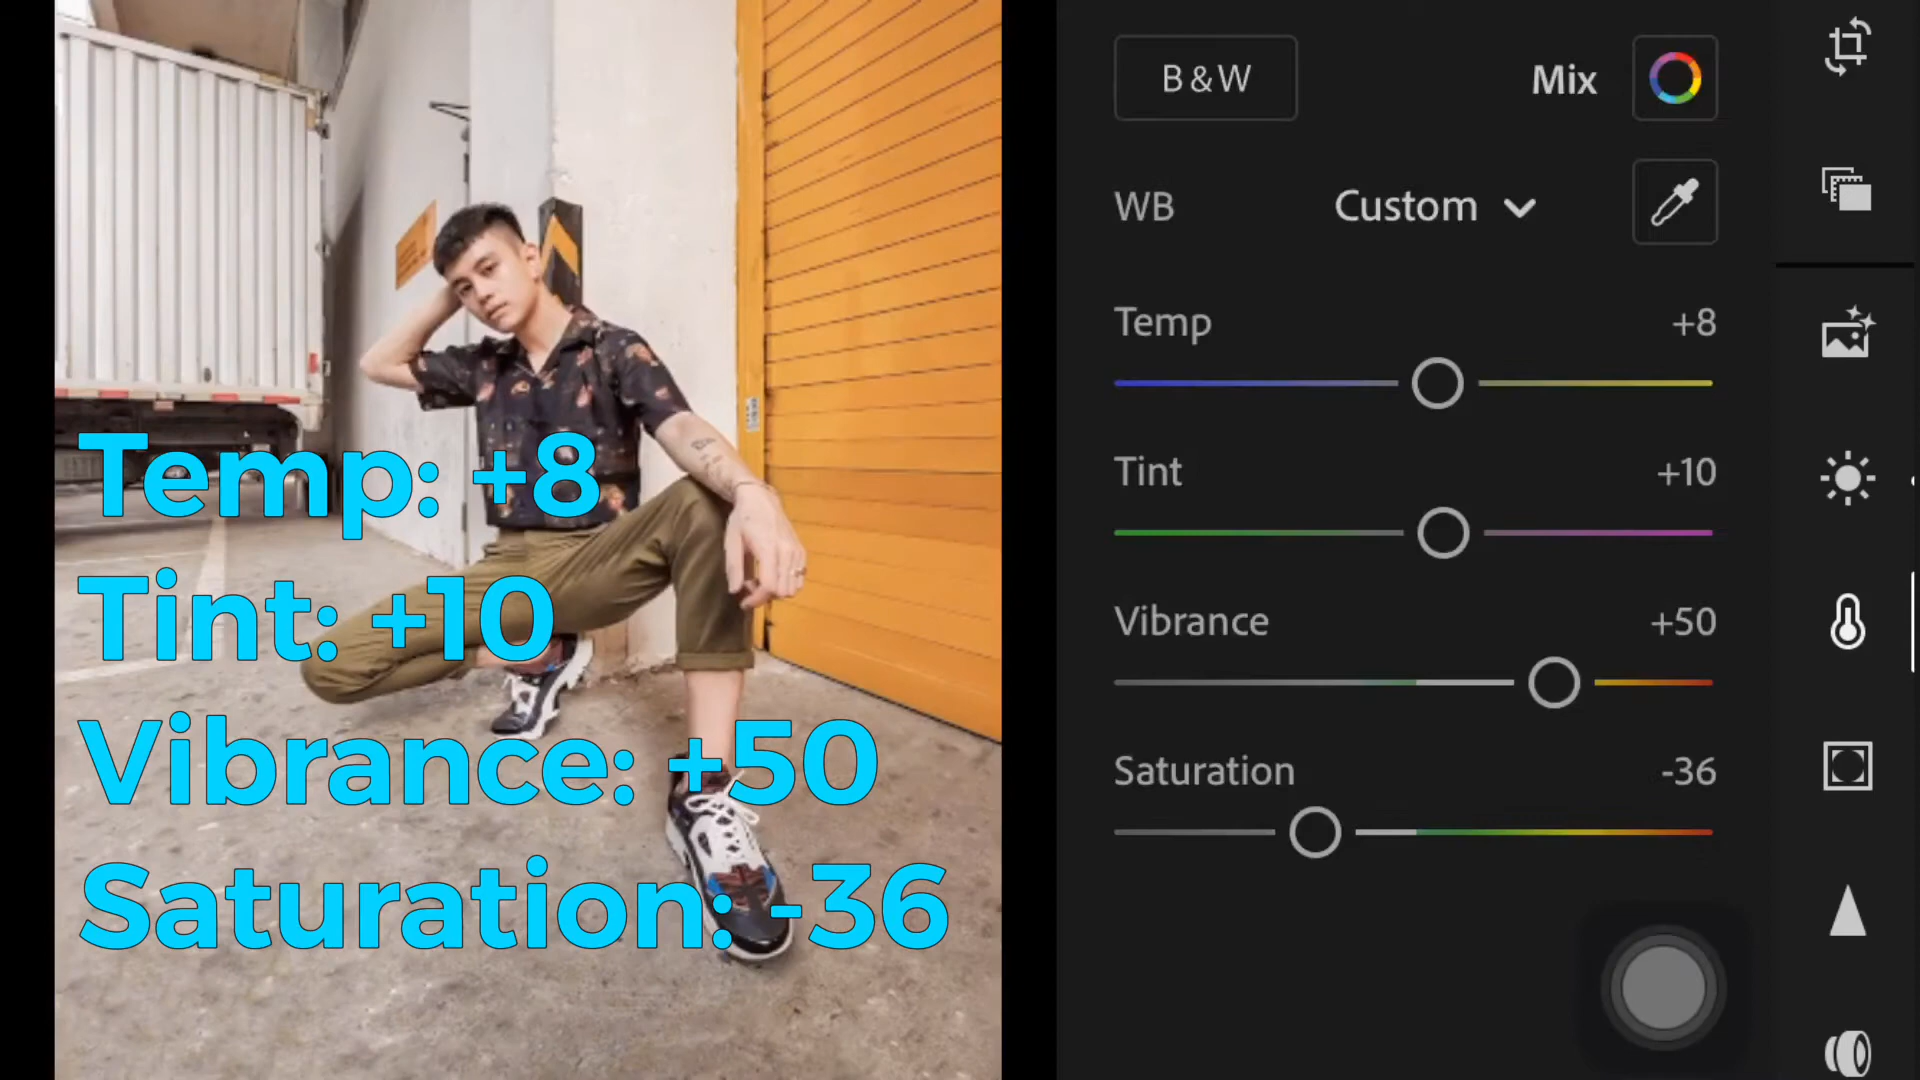 Temp: +8
Tint: +10
Vibrance: +50
Saturation: -36
B&W
Mix
WB Custom
Temp +8
Tint +10
Vibrance +50
Saturation -36